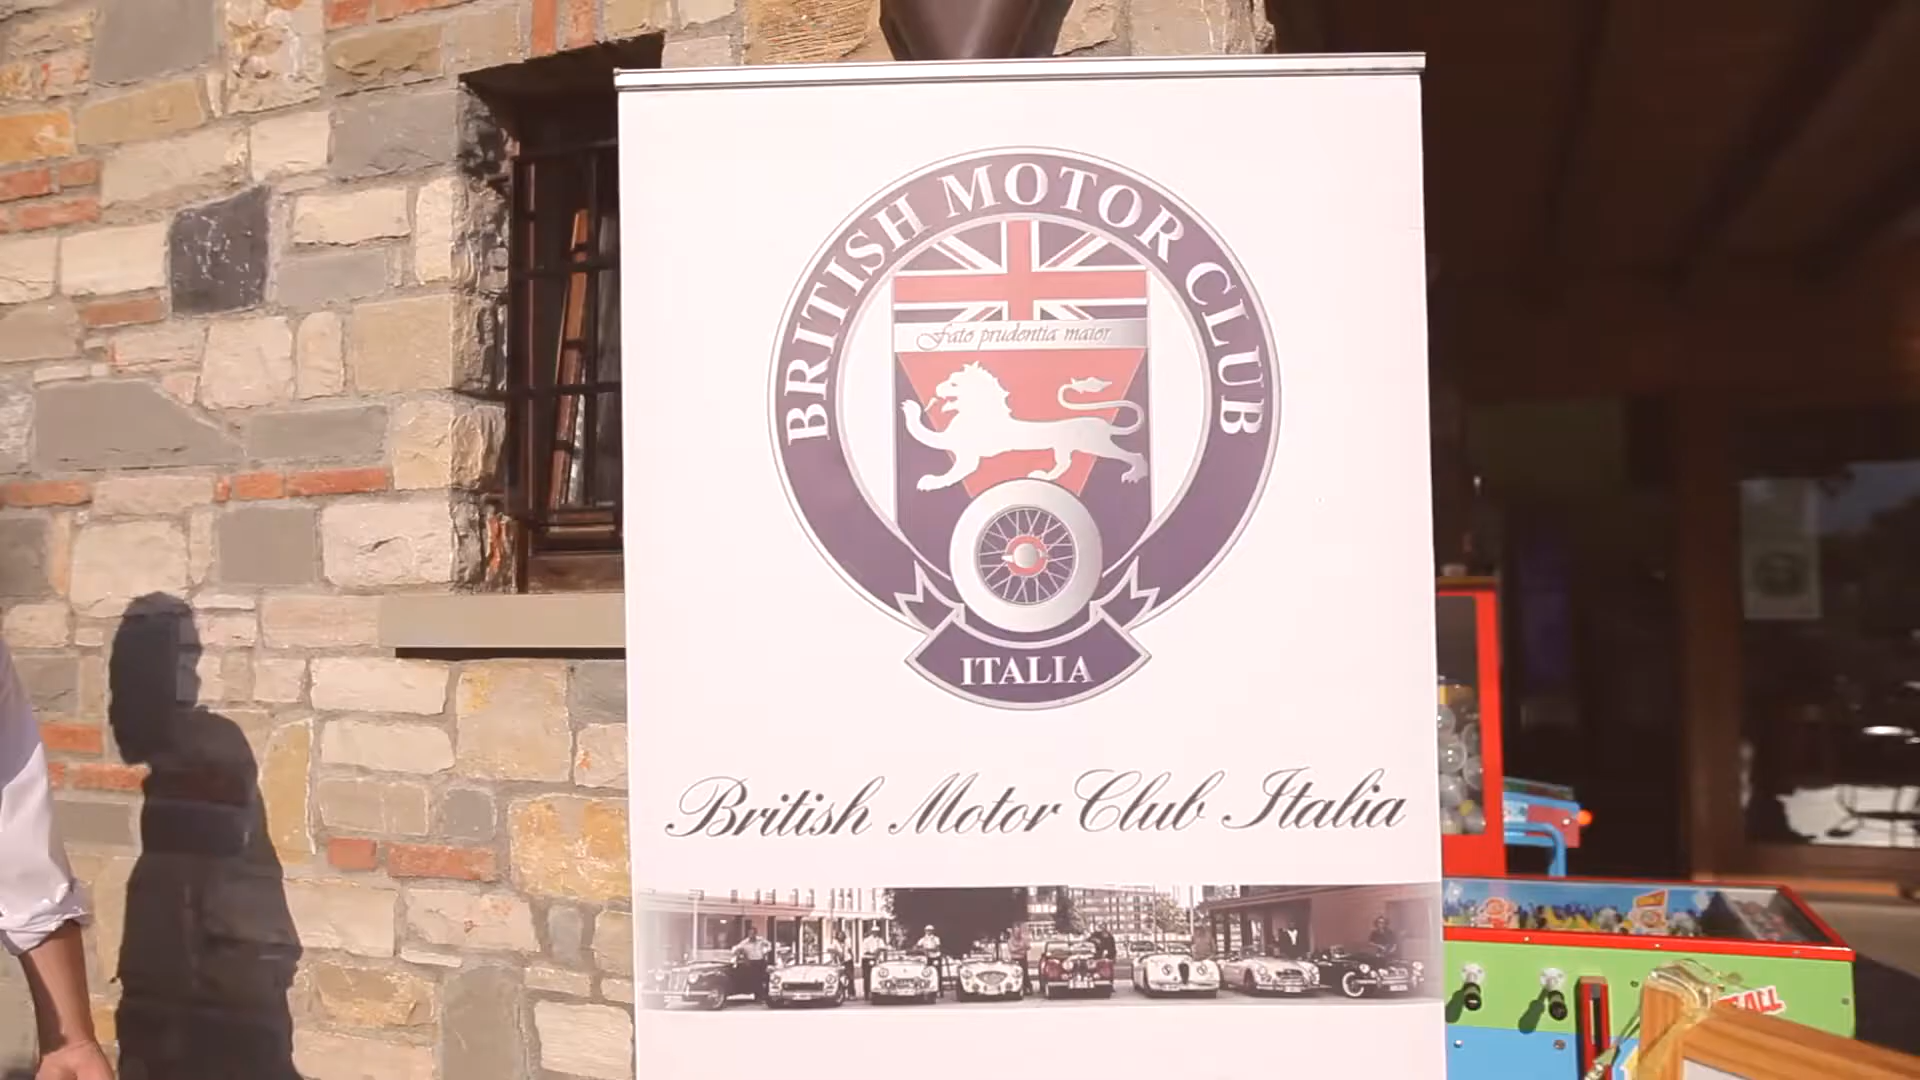 BRITISH MOTOR CLUB
Fato prudentia maior
ITALIA
British Motor Club Italia